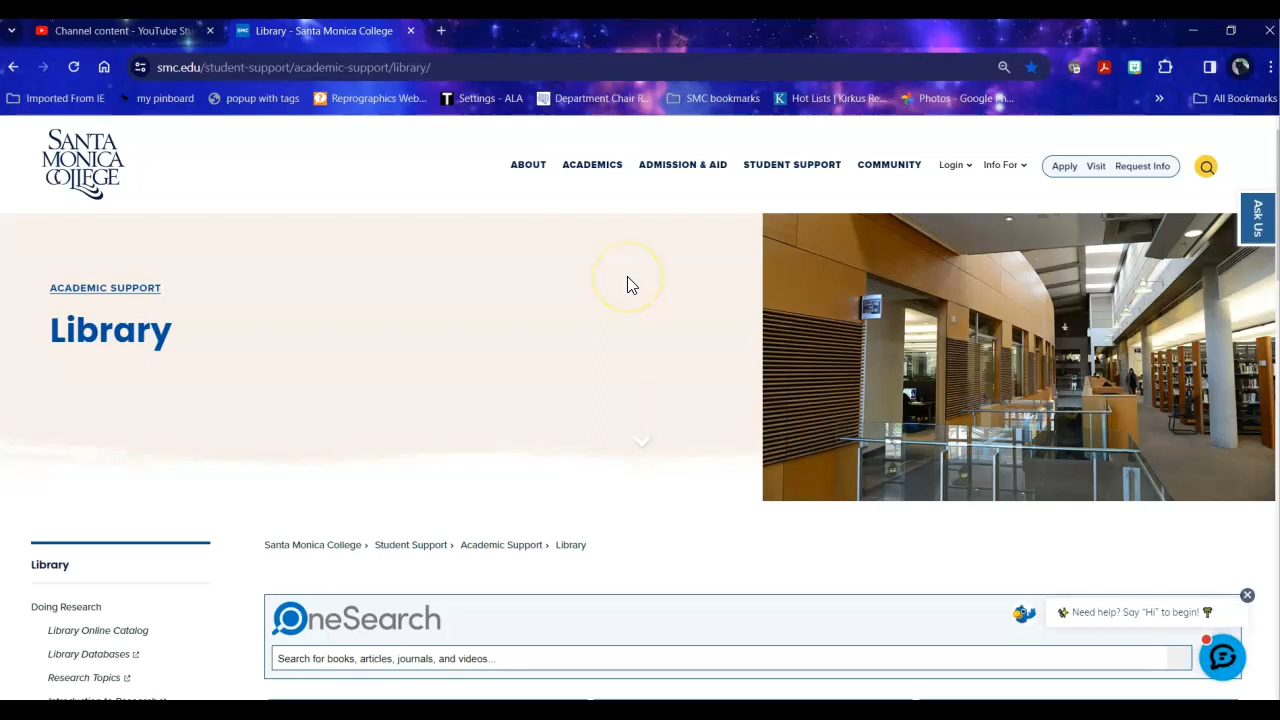 Channel content - YouTube Stu
Library - Santa Monica College
smc.edu/student-support/academic-support/library/
Imported From IE
my pinboard
popup with tags
Reprographics Web...
Settings - ALA
Department Chair R...
SMC bookmarks
Hot Lists | Kirkus Re...
Photos - Google Ph...
All Bookmarks
SANTA
MONICA
COLLEGE
ABOUT
ACADEMICS
ADMISSION & AID
STUDENT SUPPORT
COMMUNITY
Login
Info For
Apply
Visit
Request Info
Ask Us
ACADEMIC SUPPORT
Library
Santa Monica College › Student Support › Academic Support › Library
Library
Doing Research
Library Online Catalog
Library Databases
Research Topics
OneSearch
Need help? Say "Hi" to begin!
Search for books, articles, journals, and videos...